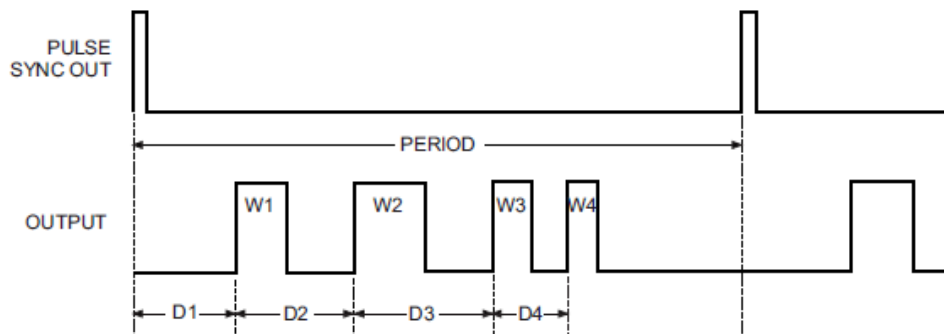 PULSE
SYNC OUT
PERIOD
OUTPUT
W1
W2
W3
W4
D1
D2
D3
D4